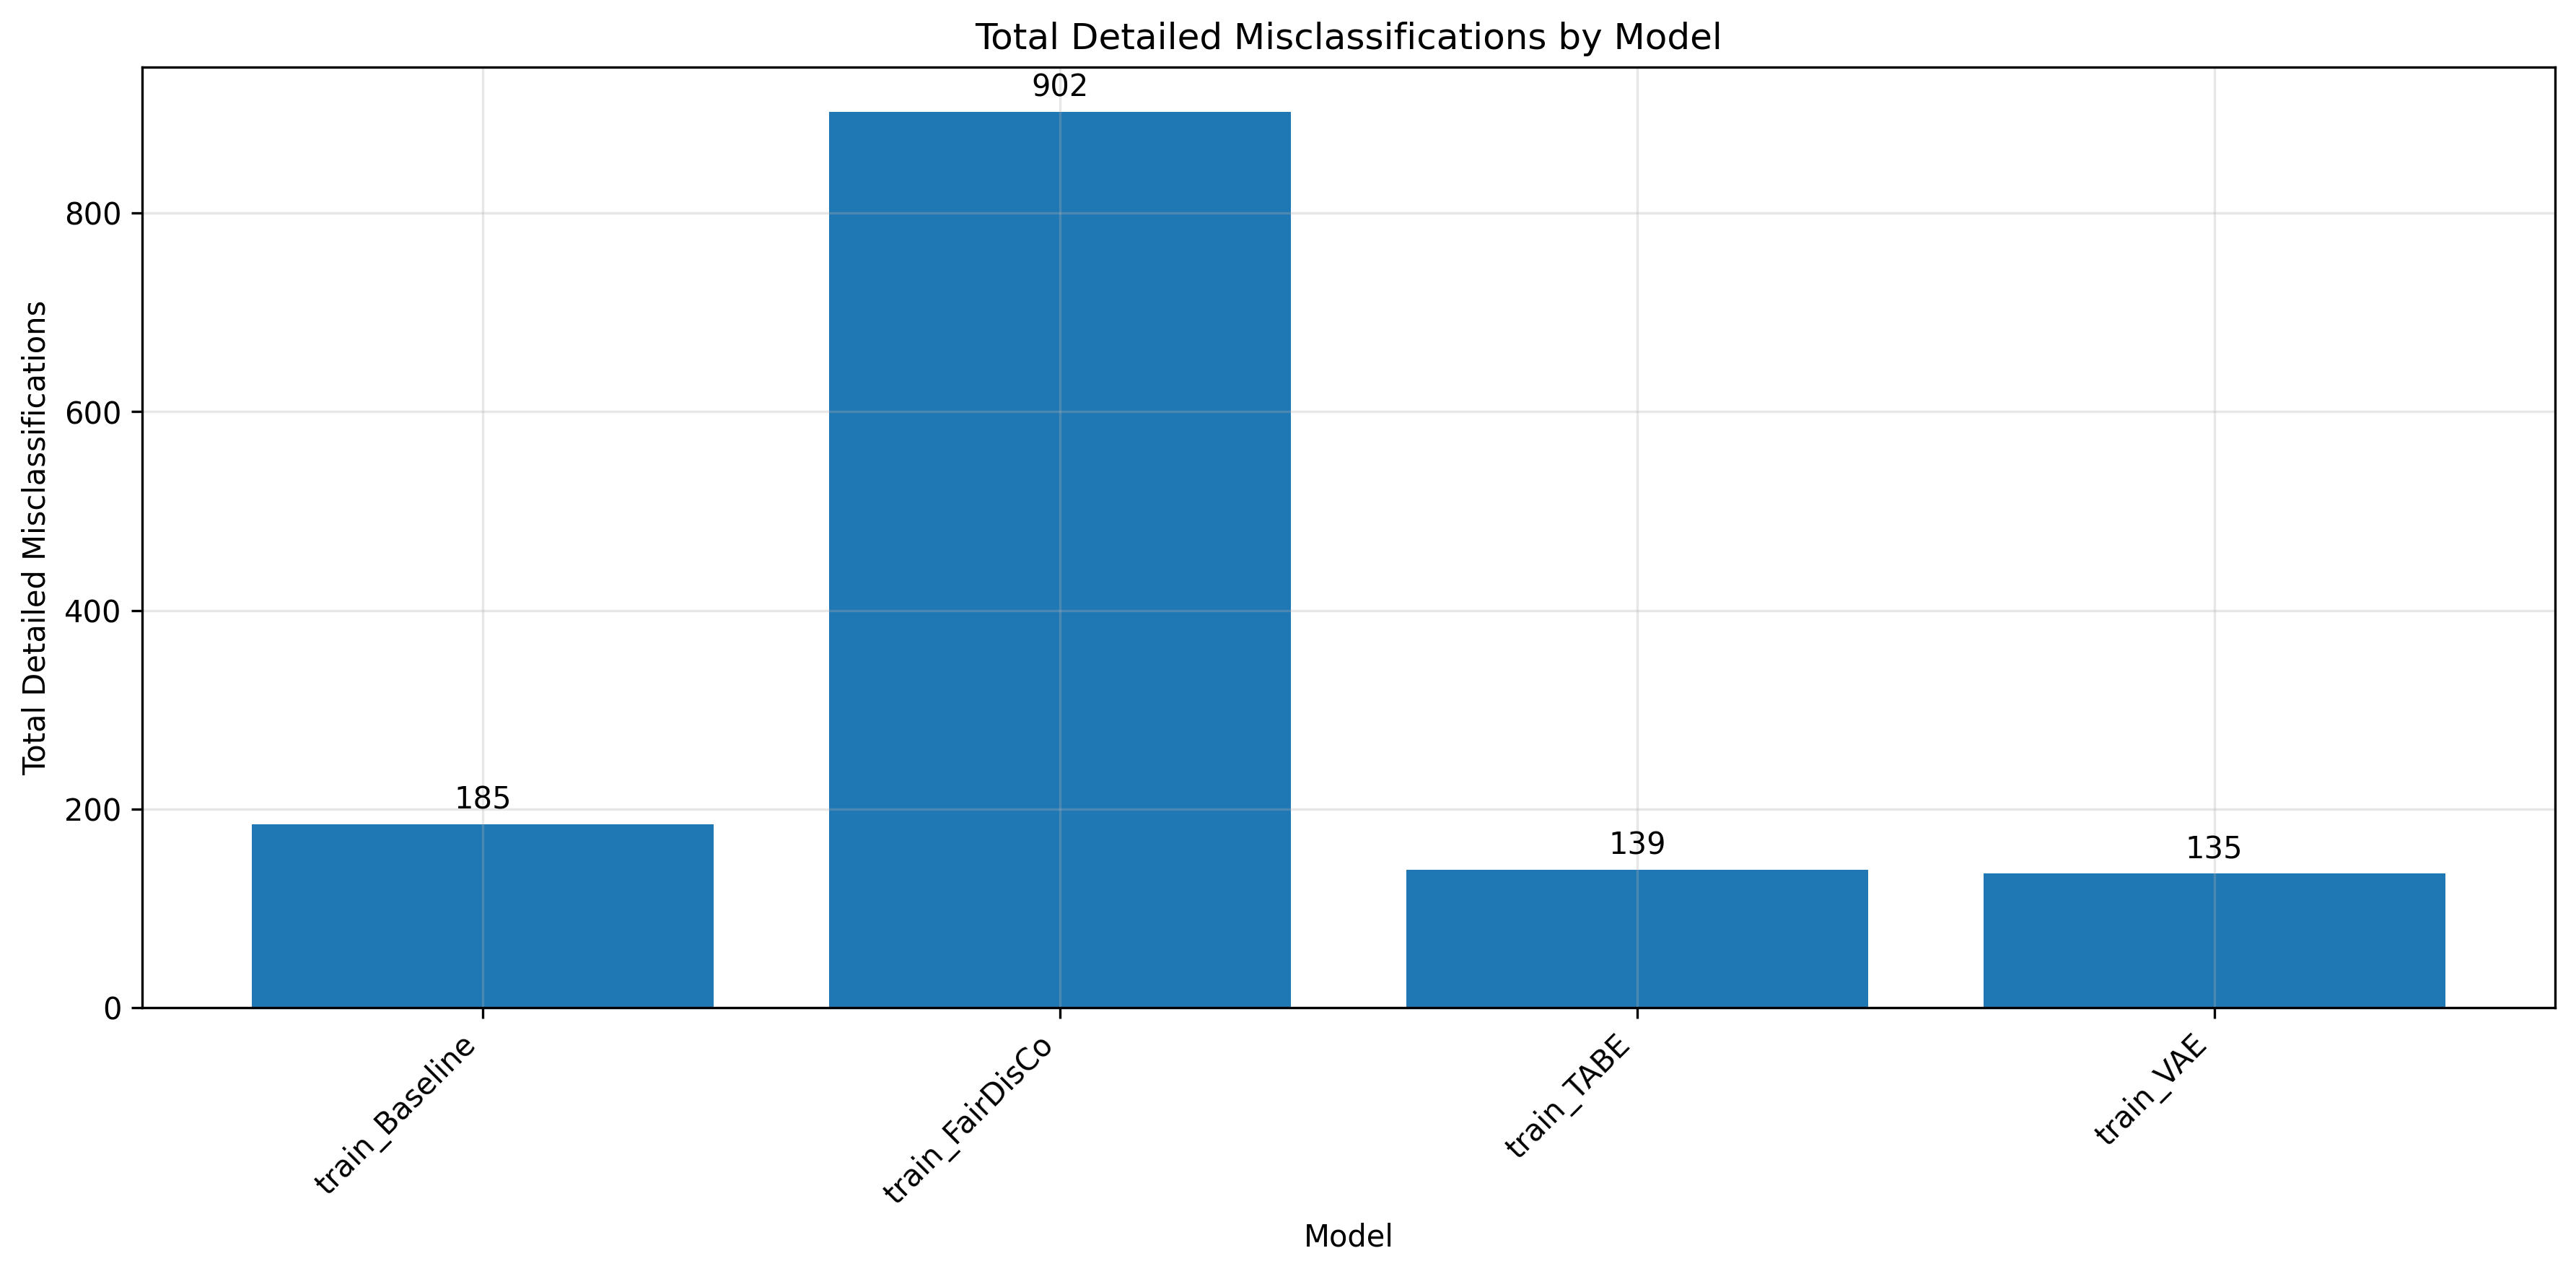 Total Detailed Misclassifications by Model
Total Detailed Misclassifications
800
600
400
200
0
185
902
139
135
train_Baseline
train_FairDisCo
train_TABE
train_VAE
Model